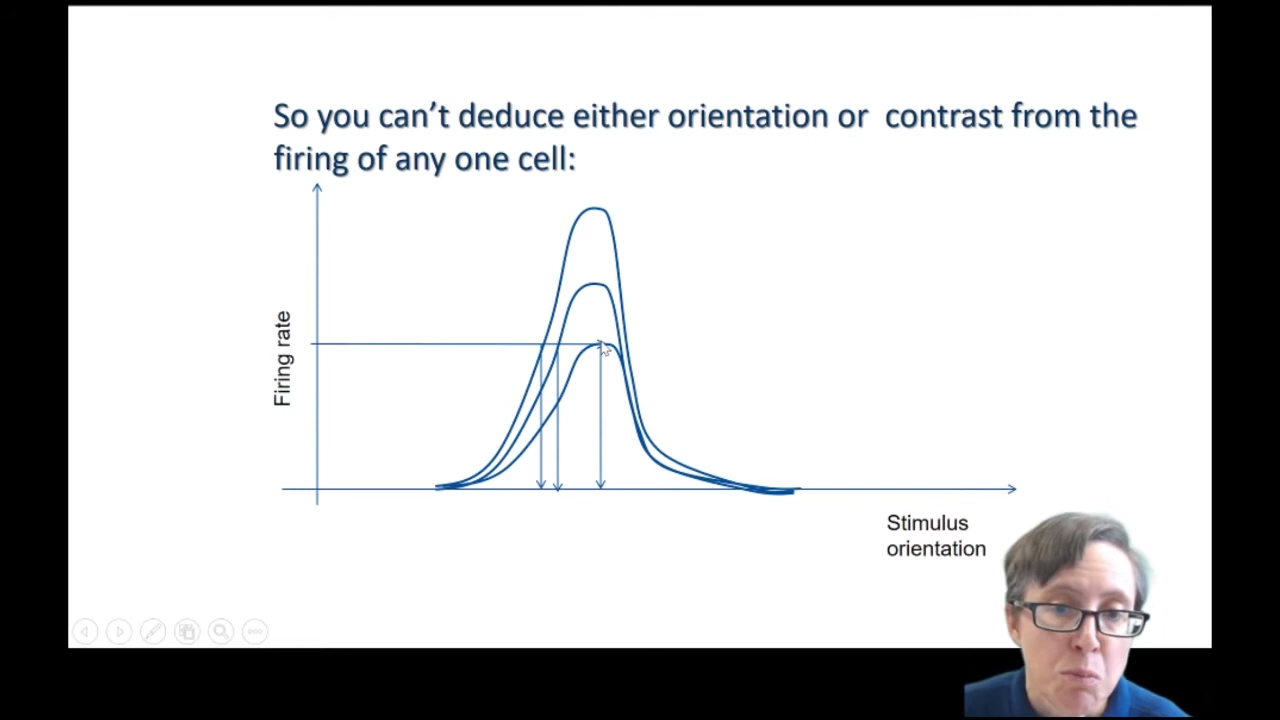 So you can't deduce either orientation or contrast from the
firing of any one cell:
Firing rate
Stimulus
orientation